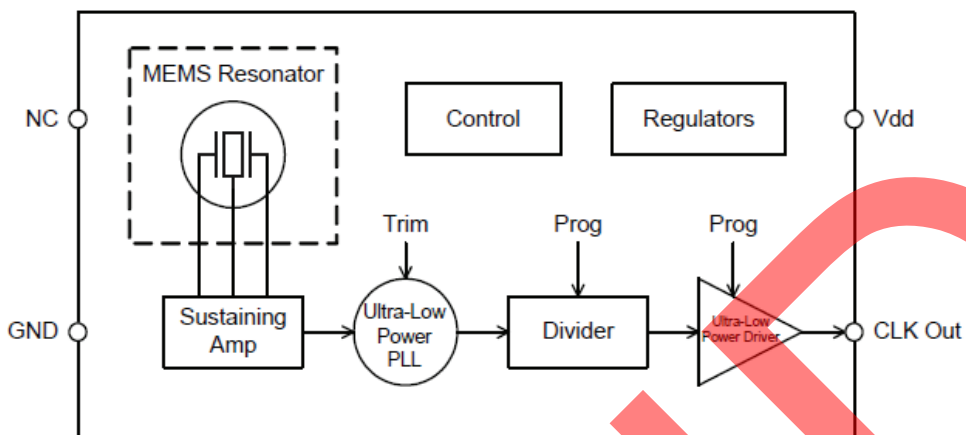 MEMS Resonator
NC
Control
Regulators
Vdd
Trim
Prog
Prog
GND
Sustaining
Amp
Ultra-Low
Power
PLL
Divider
Ultra-Low
Power Driver
CLK Out